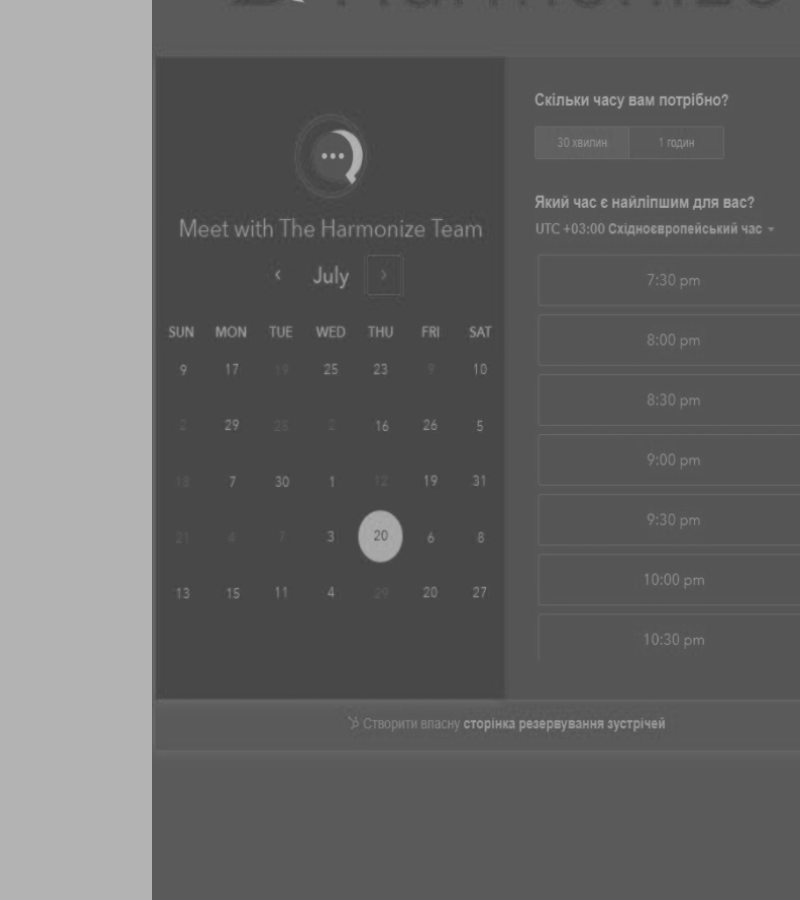 Meet with The Harmonize Team
July
SUN MON TUE WED THU FRI SAT
9 17 19 25 23 9 10
2 29 25 2 16 26 5
18 7 30 1 12 19 31
21 4 7 3 20 6 8
13 15 11 4 29 20 27
Скільки часу вам потрібно?
30 хвилин 1 годин
Який час є найліпшим для вас?
UTC +03:00 Східноєвропейський час
7:30 pm
8:00 pm
8:30 pm
9:00 pm
9:30 pm
10:00 pm
10:30 pm
Створити власну сторінка резервування зустрічей